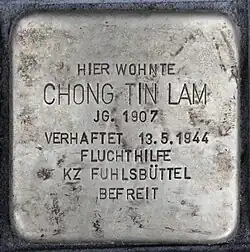 HIER WOHNTE
CHONG TIN LAM
JG. 1907
VERHAFTET 13.5.1944
FLUCHTHILFE
KZ FUHLSBÜTTEL
BEFREIT